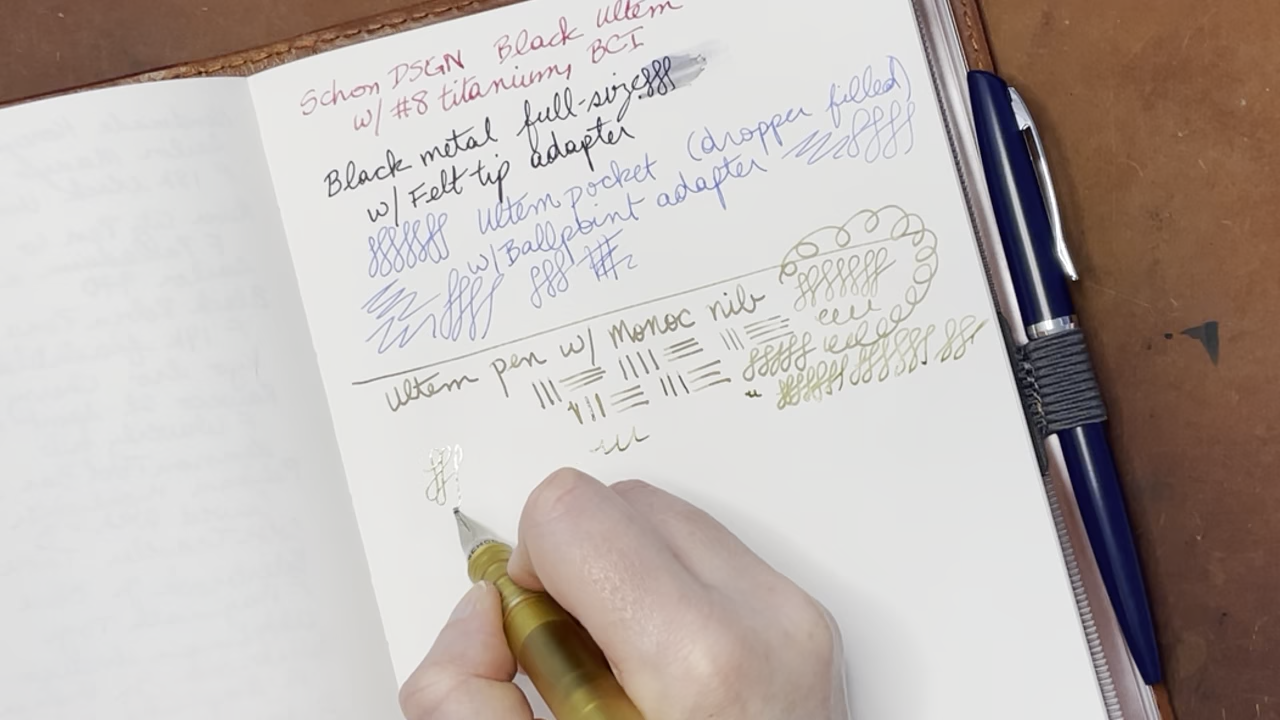 Schon DSGN Black Ultem
w/ #8 titanium, BCI
Black metal full-size
w/ Felt tip adapter
Ultem pocket (dropper filled)
w/ Ballpoint adapter
Ultem pen w/ Monoc nib